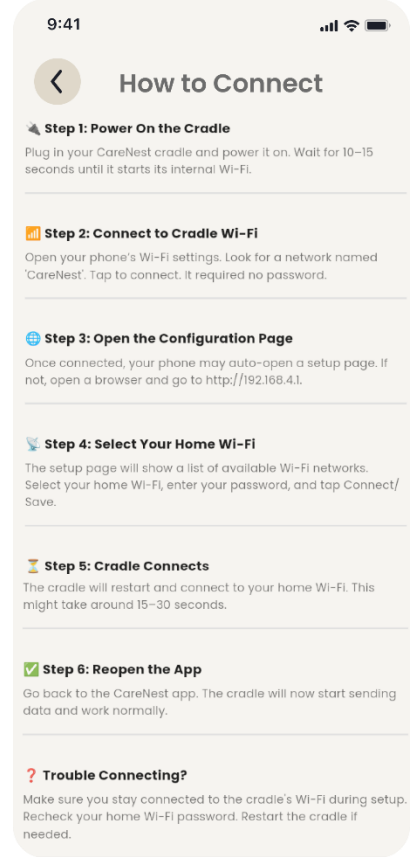 9:41
How to Connect
🔌 Step 1: Power On the Cradle
Plug in your CareNest cradle and power it on. Wait for 10–15
seconds until it starts its internal Wi-Fi.
📶 Step 2: Connect to Cradle Wi-Fi
Open your phone's Wi-Fi settings. Look for a network named
'CareNest'. Tap to connect. It required no password.
🌐 Step 3: Open the Configuration Page
Once connected, your phone may auto-open a setup page. If
not, open a browser and go to http://192.168.4.1.
📡 Step 4: Select Your Home Wi-Fi
The setup page will show a list of available Wi-Fi networks.
Select your home Wi-Fi, enter your password, and tap Connect/
Save.
⏳ Step 5: Cradle Connects
The cradle will restart and connect to your home Wi-Fi. This
might take around 15–30 seconds.
✅ Step 6: Reopen the App
Go back to the CareNest app. The cradle will now start sending
data and work normally.
❓ Trouble Connecting?
Make sure you stay connected to the cradle's Wi-Fi during setup.
Recheck your home Wi-Fi password. Restart the cradle if
needed.